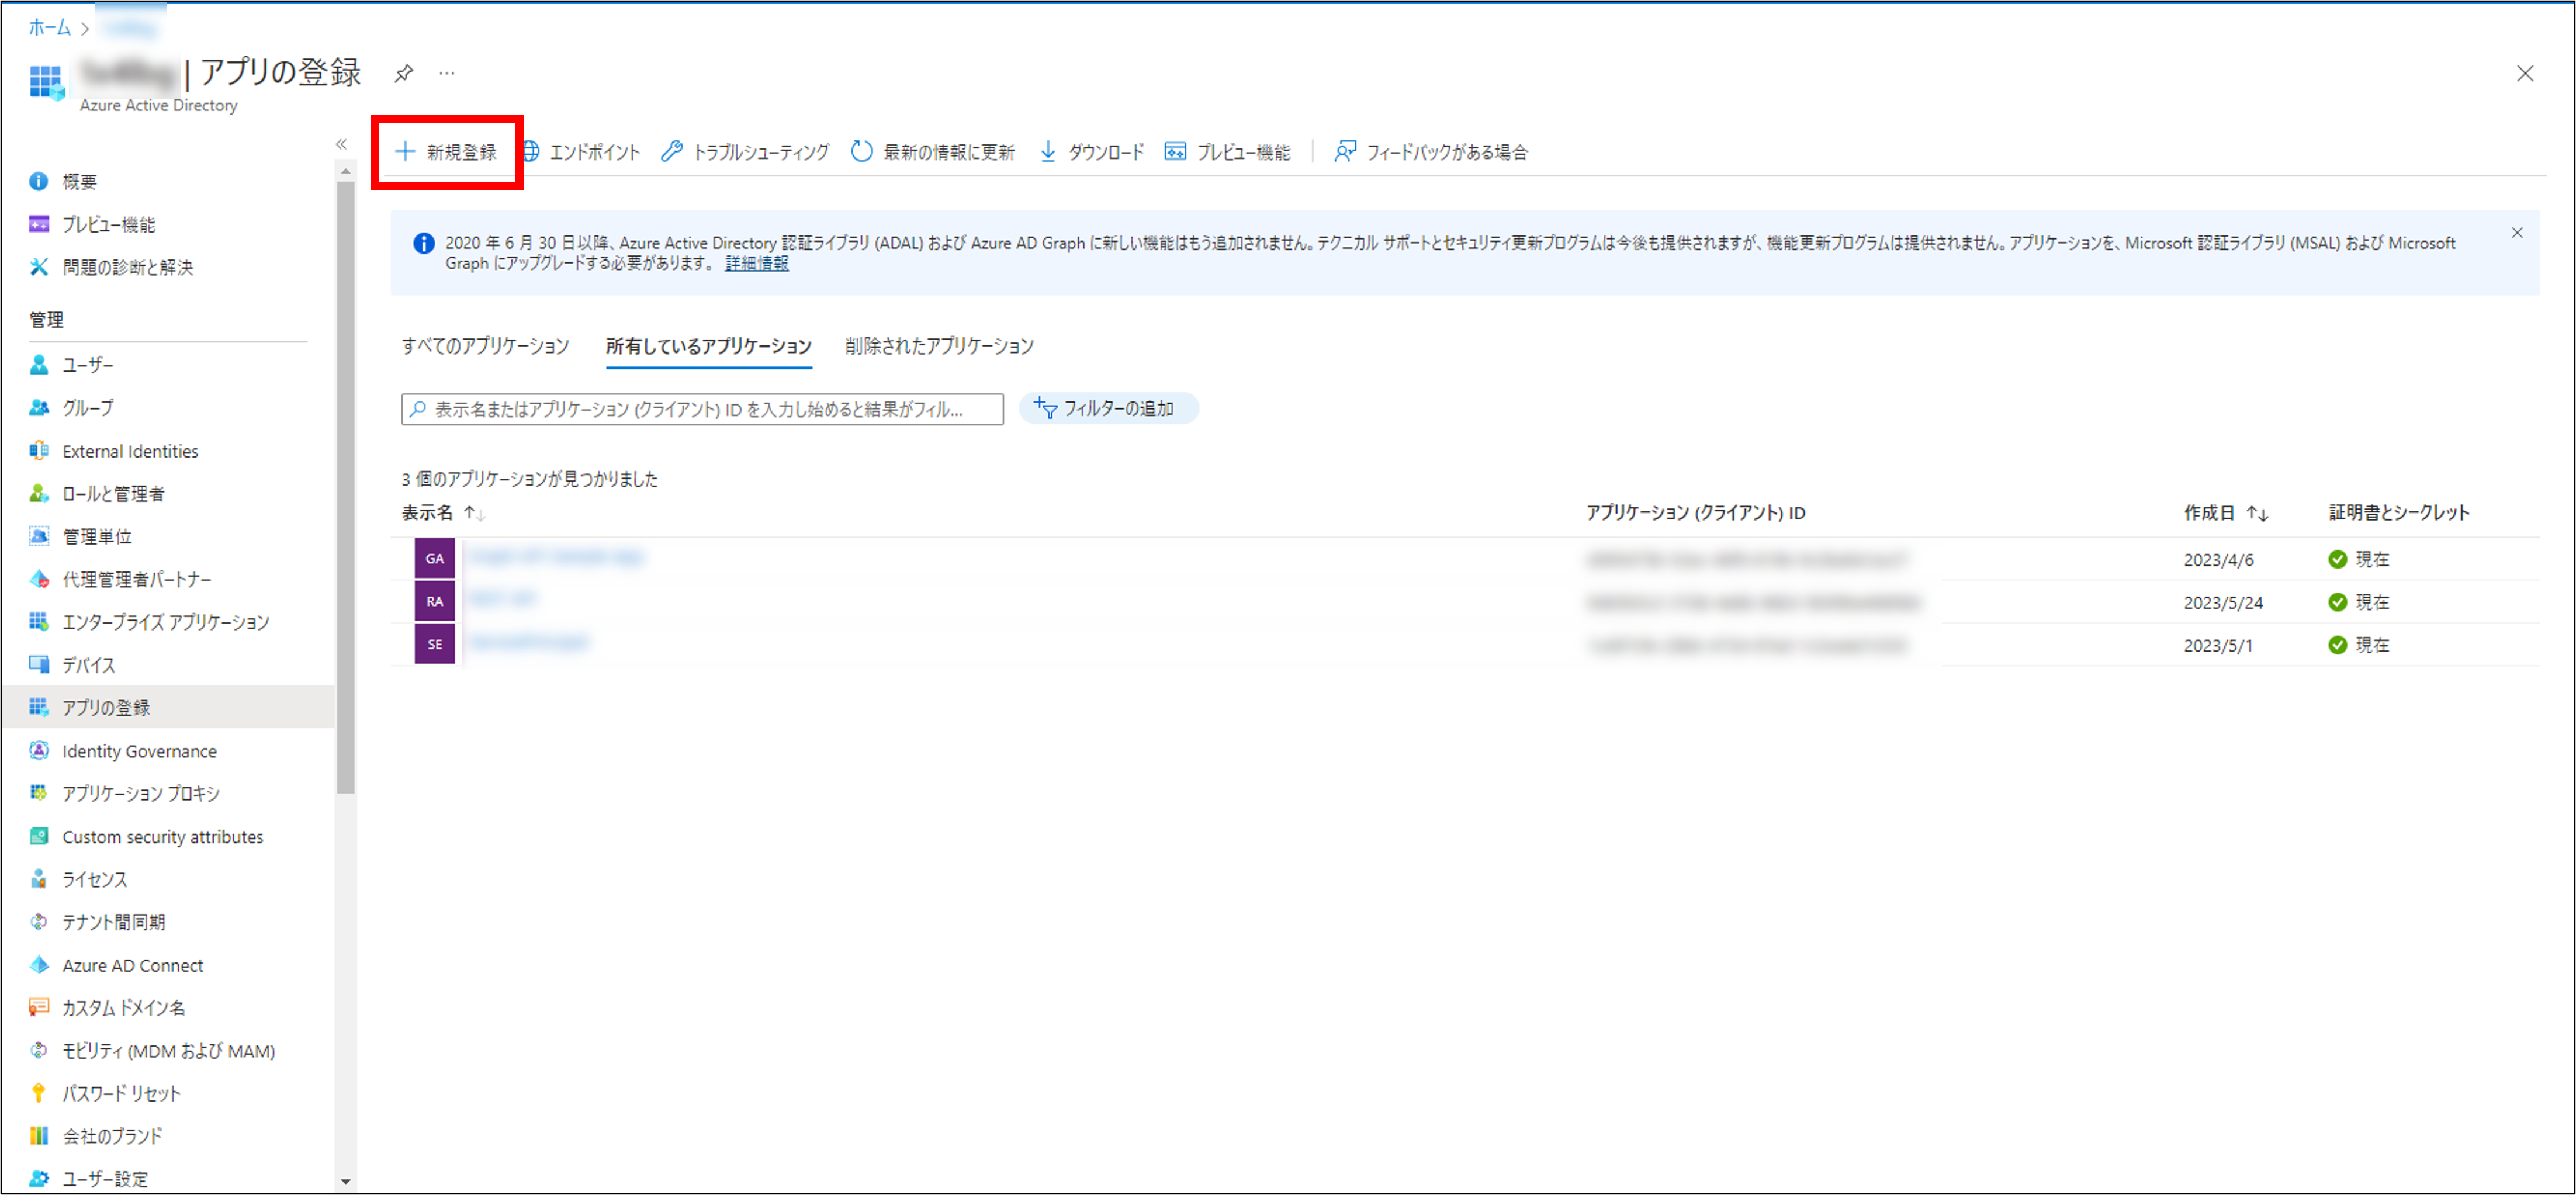 ホーム
| アプリの登録
Azure Active Directory
新規登録 エンドポイント トラブルシューティング 最新の情報に更新 ダウンロード プレビュー機能 フィードバックがある場合
概要
プレビュー機能
問題の診断と解決
管理
ユーザー
グループ
External Identities
ロールと管理者
管理単位
代理管理者パートナー
エンタープライズ アプリケーション
デバイス
アプリの登録
Identity Governance
アプリケーション プロキシ
Custom security attributes
ライセンス
テナント間同期
Azure AD Connect
カスタム ドメイン名
モビリティ (MDM および MAM)
パスワード リセット
会社のブランド
ユーザー設定
2020 年 6 月 30 日以降、Azure Active Directory 認証ライブラリ (ADAL) および Azure AD Graph に新しい機能はもう追加されません。テクニカル サポートとセキュリティ更新プログラムは今後も提供されますが、機能更新プログラムは提供されません。アプリケーションを、Microsoft 認証ライブラリ (MSAL) および Microsoft
Graph にアップグレードする必要があります。 詳細情報
すべてのアプリケーション 所有しているアプリケーション 削除されたアプリケーション
表示名またはアプリケーション (クライアント) ID を入力し始めると結果がフィル... フィルターの追加
3 個のアプリケーションが見つかりました
表示名 アプリケーション (クライアント) ID 作成日 証明書とシークレット
GA 2023/4/6 現在
RA 2023/5/24 現在
SE 2023/5/1 現在